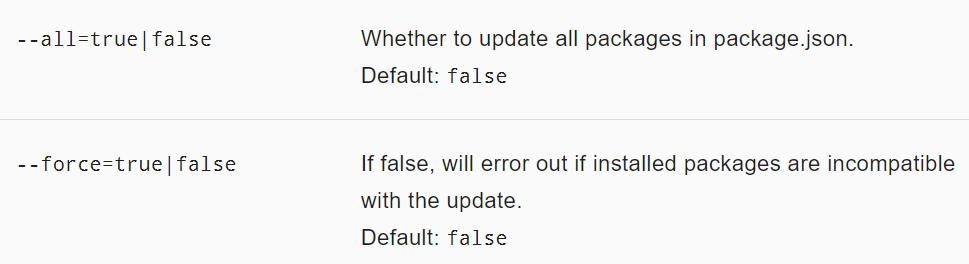 --all=true|false
Whether to update all packages in package.json.
Default: false
--force=true|false
If false, will error out if installed packages are incompatible
with the update.
Default: false